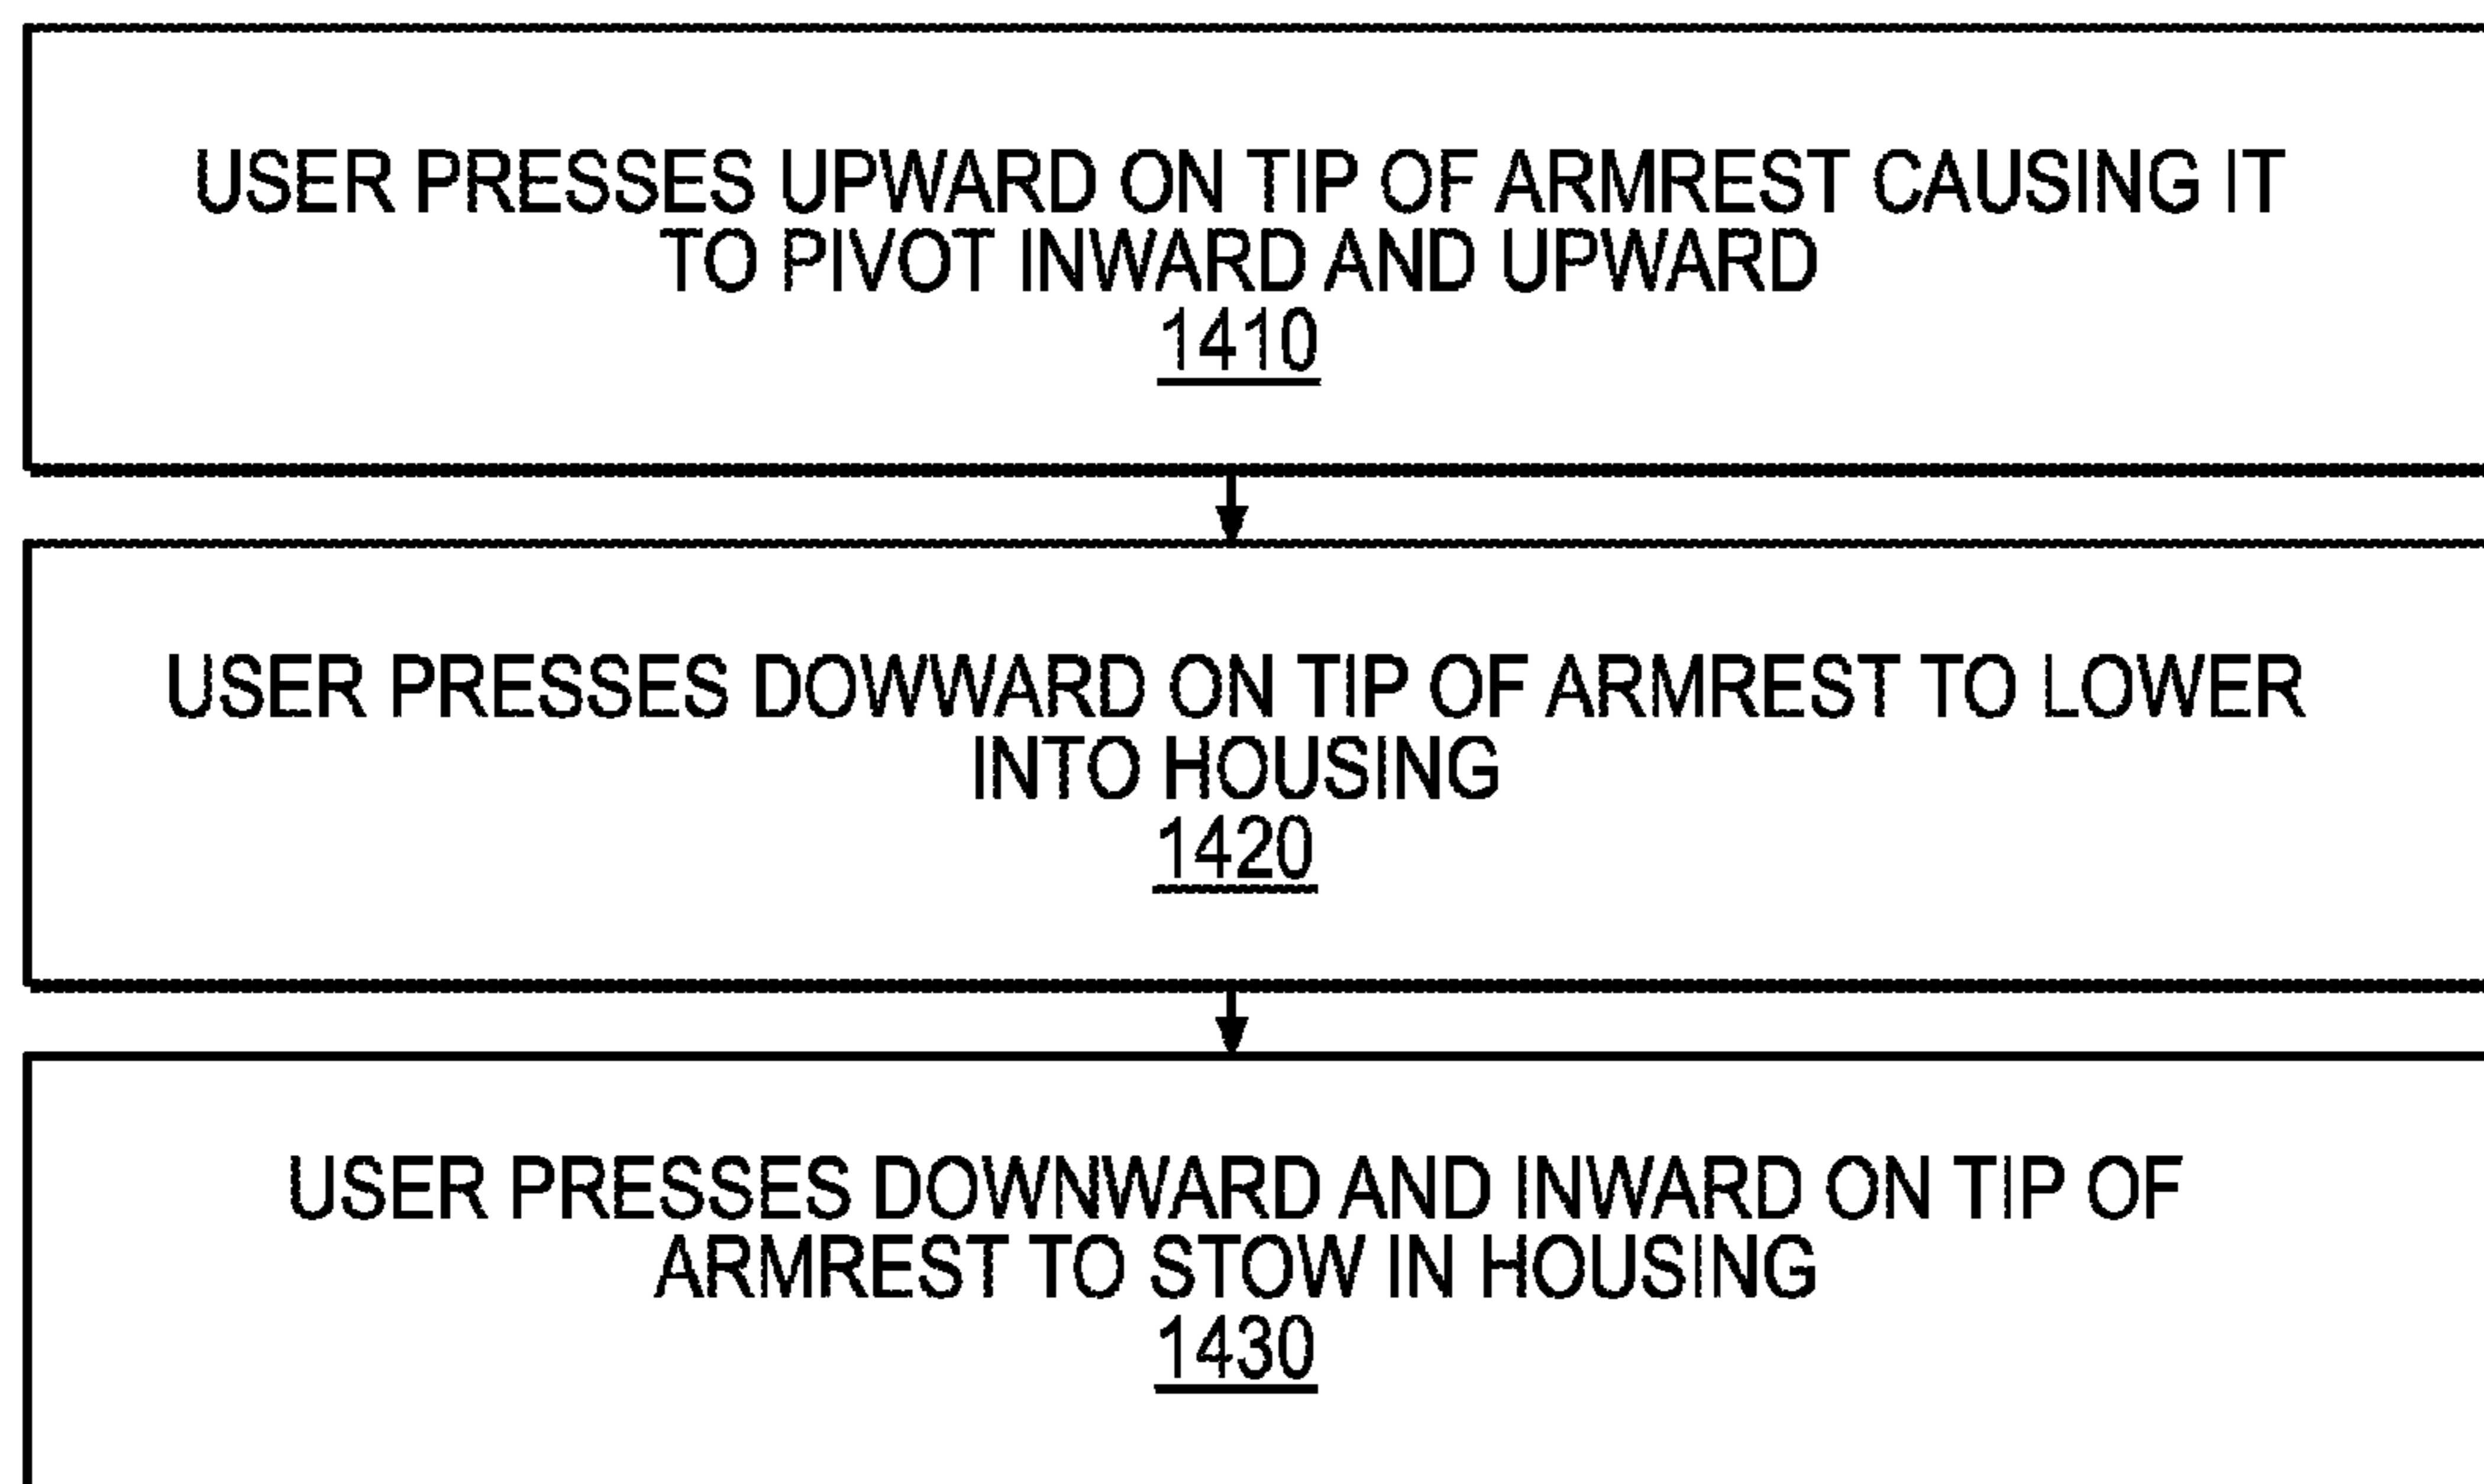 USER PRESSES UPWARD ON TIP OF ARMREST CAUSING IT
TO PIVOT INWARD AND UPWARD
1410
USER PRESSES DOWWARD ON TIP OF ARMREST TO LOWER
INTO HOUSING
1420
USER PRESSES DOWNWARD AND INWARD ON TIP OF
ARMREST TO STOW IN HOUSING
1430